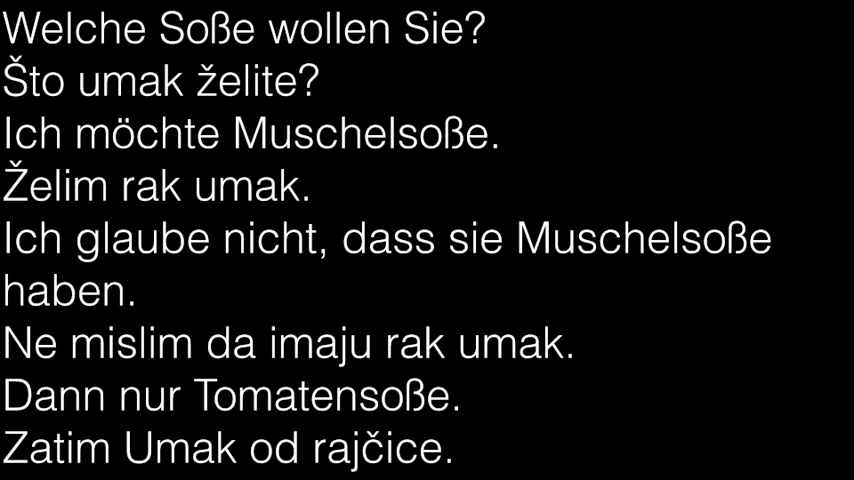 Welche Soße wollen Sie?
Što umak želite?
Ich möchte Muschelsoße.
Želim rak umak.
Ich glaube nicht, dass sie Muschelsoße
haben.
Ne mislim da imaju rak umak.
Dann nur Tomatensoße.
Zatim Umak od rajčice.